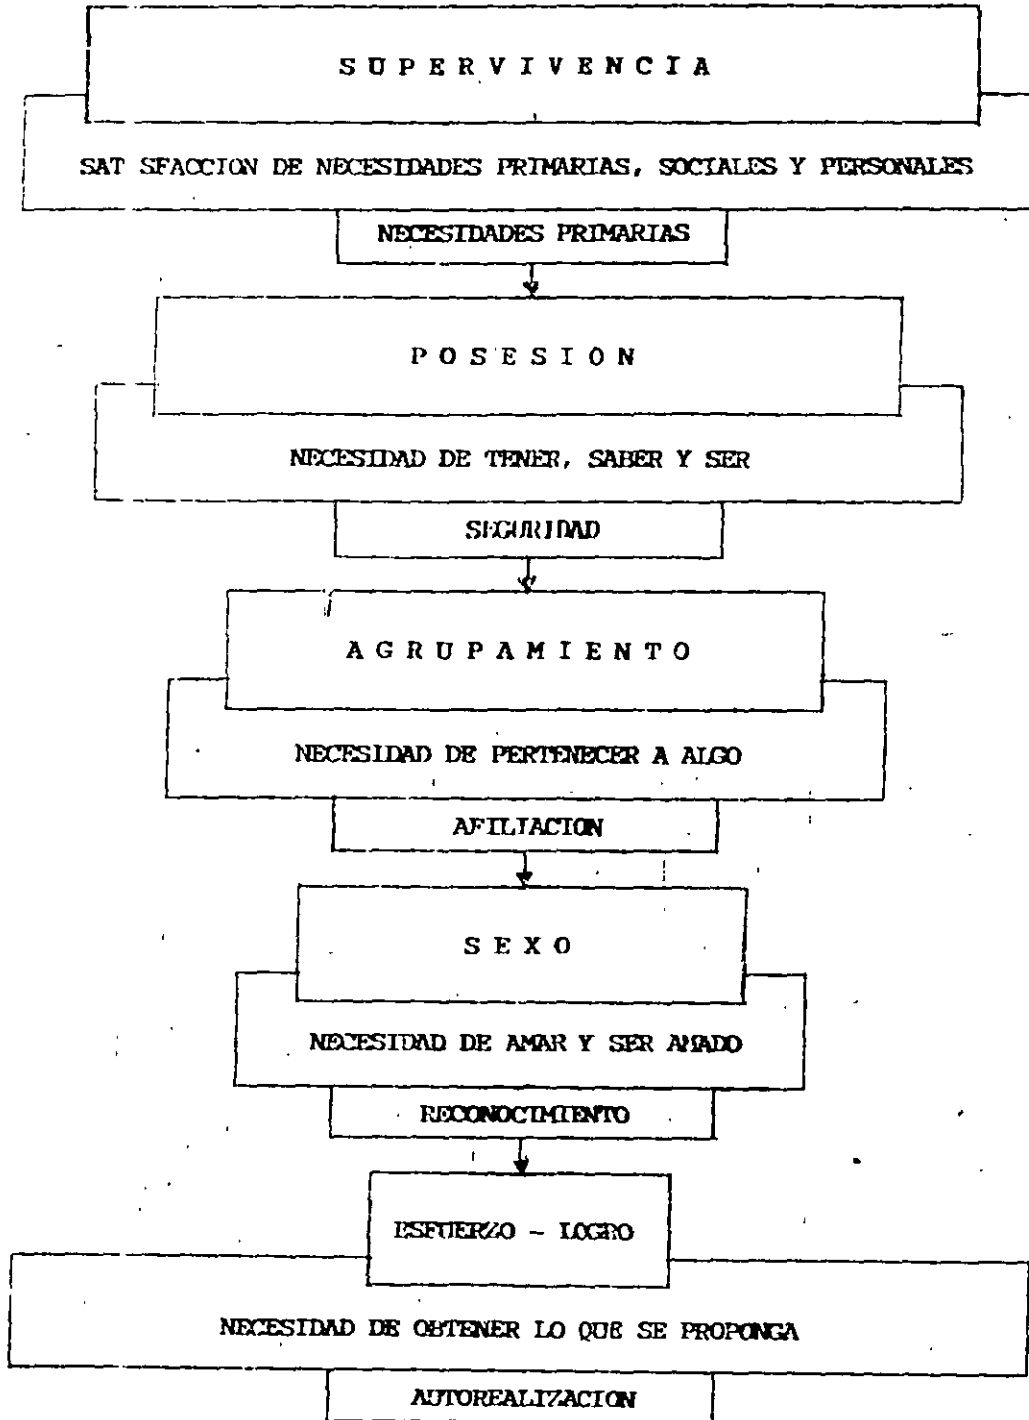 S U P E R V I V E N C I A
SAT SFACCION DE NECESIDADES PRIMARIAS, SOCIALES Y PERSONALES
NECESIDADES PRIMARIAS
P O S E S I O N
NECESIDAD DE TENER, SABER Y SER
SEGURIDAD
A G R U P A M I E N T O
NECESIDAD DE PERTENECER A ALGO
AFILIACION
S E X O
NECESIDAD DE AMAR Y SER AMADO
RECONOCIMIENTO
ESFUERZO - LOGRO
NECESIDAD DE OBTENER LO QUE SE PROPONGA
AUTOREALIZACION